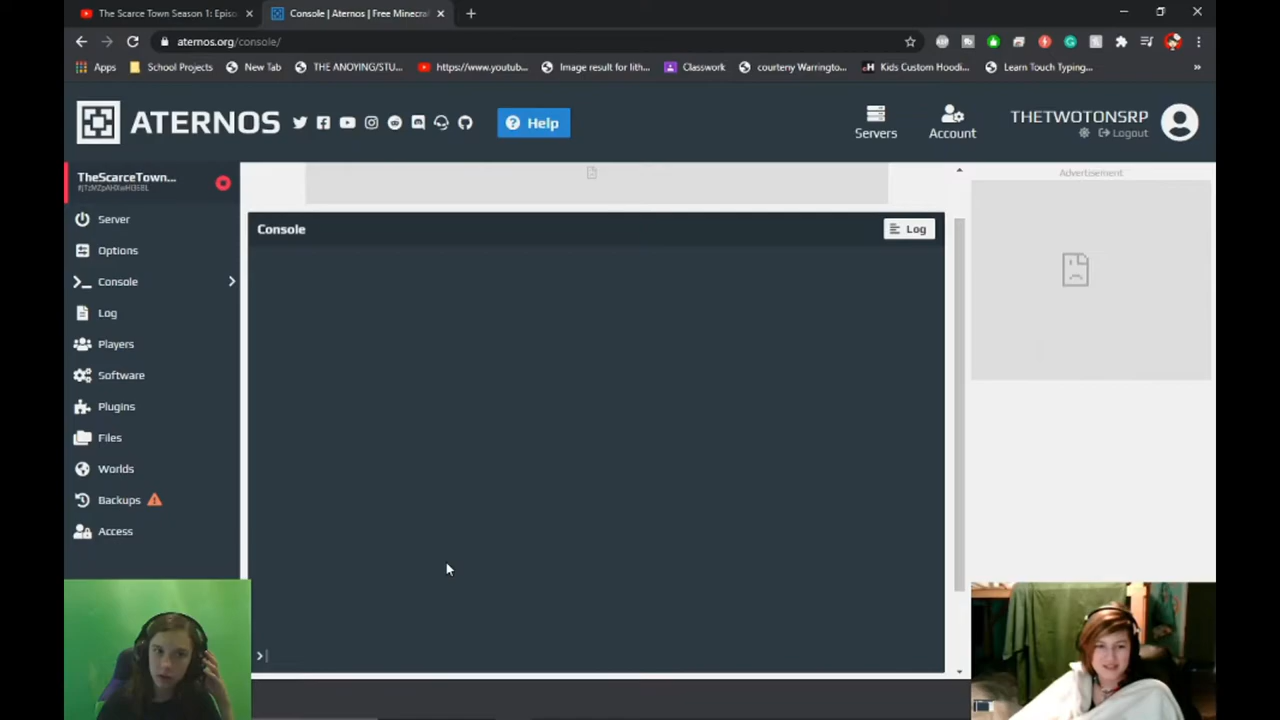 The Scarce Town Season 1: Episo
Console | Aternos | Free Minecraf
aternos.org/console/
Apps
School Projects
New Tab
THE ANOYING/STU...
https://www.youtub...
Image result for lith...
Classwork
courteny Warringto...
Kids Custom Hoodi...
Learn Touch Typing...
»
ATERNOS
Help
Servers
Account
THETWOTONSRP
Logout
TheScarceTown...
Server
Options
Console
Log
Players
Software
Plugins
Files
Worlds
Backups
Access
Console
Log
Advertisement